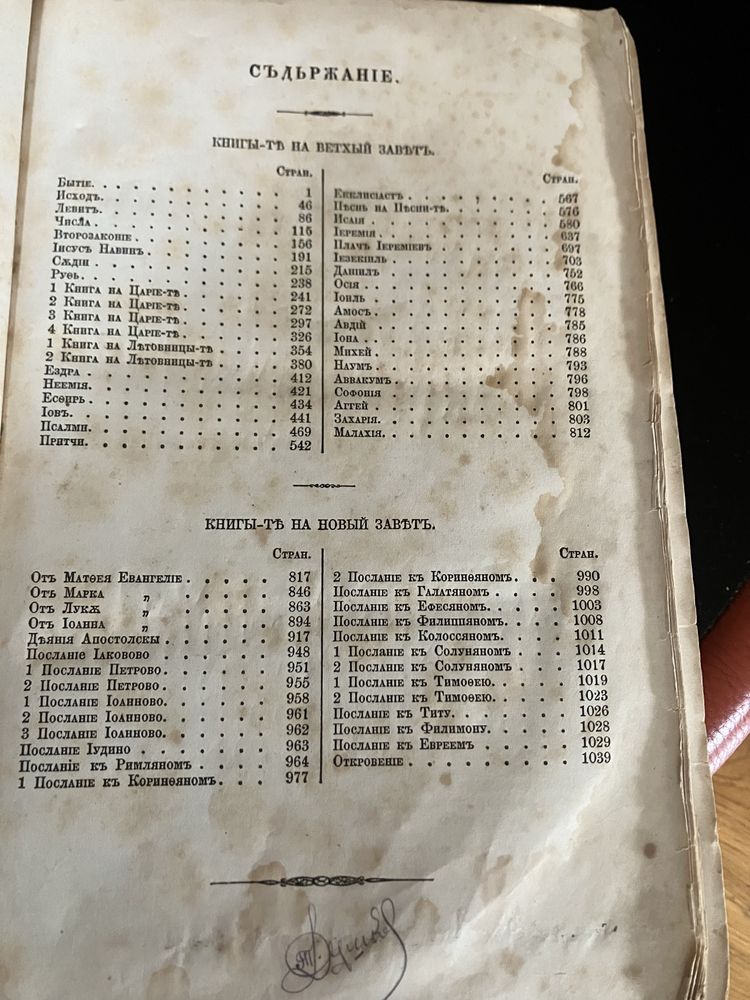 СЪДЬРЖАНІЕ.
КНИГЫ-ТѢ НА ВЕТХЫЙ ЗАВѢТЪ.
Стран.
Бытіе. . . . . . . . . . . . 1
Исходъ. . . . . . . . . . . . 46
Левитъ. . . . . . . . . . . . 86
Числа . . . . . . . . . . . . 115
Второзаконіе . . . . . . . . . 156
Іисусъ Навинъ . . . . . . . . . 191
Сѫдіи . . . . . . . . . . . . 215
Руѳь. . . . . . . . . . . . . 238
1 Книга на Царіе-тѣ . . . . . . 241
2 Книга на Царіе-тѣ . . . . . . 272
3 Книга на Царіе-тѣ . . . . . . 297
4 Книга на Царіе-тѣ . . . . . . 326
1 Книга на Лѣтовницы-тѣ . . . . 354
2 Книга на Лѣтовницы-тѣ . . . . 380
Ездра . . . . . . . . . . . . 412
Неемія. . . . . . . . . . . . 421
Есѳирь . . . . . . . . . . . . 434
Іовъ. . . . . . . . . . . . . 441
Псалми. . . . . . . . . . . . 469
Притчи. . . . . . . . . . . . 542
Стран.
Екклисіастъ . . . . . . . . . 567
Пѣснь на Пѣсни-тѣ. . . . . . . 576
Исаія . . . . . . . . . . . . 580
Іеремія . . . . . . . . . . . 637
Плачъ Іереміевъ . . . . . . . 697
Іезекіиль . . . . . . . . . . 703
Даніилъ . . . . . . . . . . . 752
Осія . . . . . . . . . . . . 766
Іоиль . . . . . . . . . . . . 775
Амосъ . . . . . . . . . . . . 778
Авдій . . . . . . . . . . . . 785
Іона . . . . . . . . . . . . 786
Михей . . . . . . . . . . . . 788
Наумъ . . . . . . . . . . . . 793
Аввакумъ . . . . . . . . . . . 796
Софонія . . . . . . . . . . . 798
Аггей . . . . . . . . . . . . 801
Захарія. . . . . . . . . . . . 803
Малахія. . . . . . . . . . . . 812
КНИГЫ-ТѢ НА НОВЫЙ ЗАВѢТЪ.
Стран.
Отъ Матѳея Евангеліе . . . . . 817
Отъ Марка „ . . . . 846
Отъ Лукѫ „ . . . . 863
Отъ Іоанна „ . . . . 894
Дѣянія Апостолскы . . . . . . 917
Посланіе Іаковово . . . . . . 948
1 Посланіе Петрово. . . . . . 951
2 Посланіе Петрово. . . . . . 955
1 Посланіе Іоанново. . . . . . 958
2 Посланіе Іоанново. . . . . . 961
3 Посланіе Іоанново. . . . . . 962
Посланіе Іудино . . . . . . . 963
Посланіе къ Римляномъ . . . . 964
1 Посланіе къ Коринѳяномъ. . . 977
Стран.
2 Посланіе къ Коринѳяномъ. . . 990
Посланіе къ Галатяномъ . . . . 998
Посланіе къ Ефесяномъ. . . . . 1003
Посланіе къ Филиппяномъ. . . . 1008
Посланіе къ Колоссяномъ. . . . 1011
1 Посланіе къ Солуняномъ . . . 1014
2 Посланіе къ Солуняномъ . . . 1017
1 Посланіе къ Тимоѳею. . . . . 1019
2 Посланіе къ Тимоѳею. . . . . 1023
Посланіе къ Титу. . . . . . . 1026
Посланіе къ Филимону. . . . . 1028
Посланіе къ Евреемъ . . . . . 1029
Откровеніе . . . . . . . . . 1039